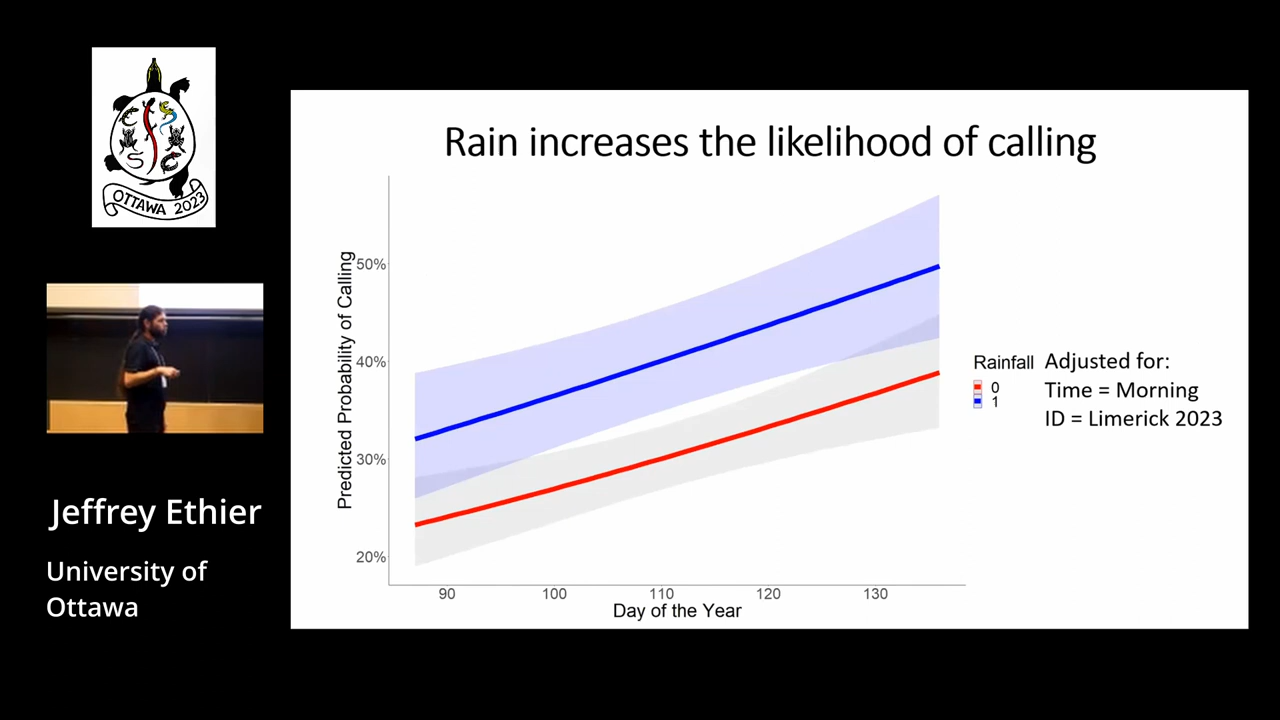 C
S C
OTTAWA 2023
Jeffrey Ethier
University of
Ottawa
Rain increases the likelihood of calling
Predicted Probability of Calling
50%
40%
30%
20%
90 100 110 120 130
Day of the Year
Rainfall
0
1
Adjusted for:
Time = Morning
ID = Limerick 2023